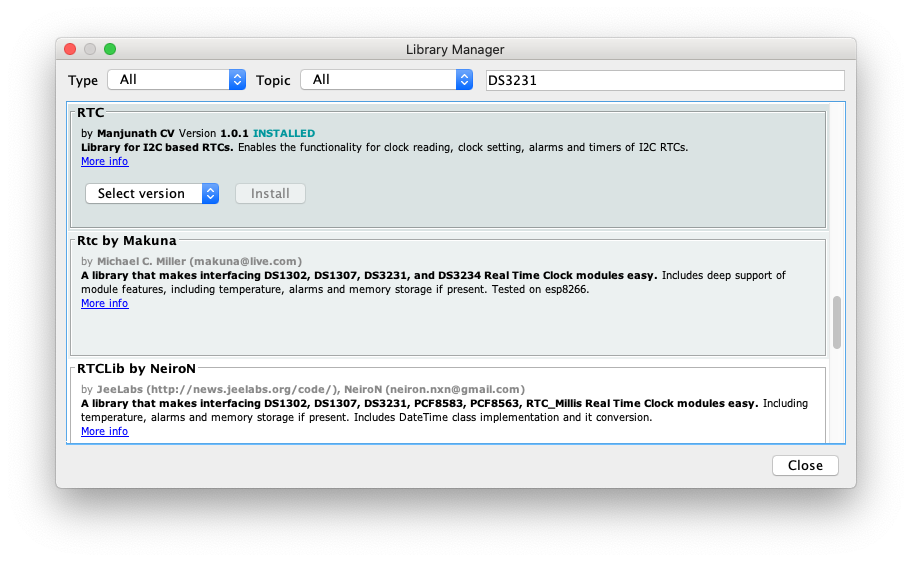 Library Manager
Type All Topic All DS3231
RTC
by Manjunath CV Version 1.0.1 INSTALLED
Library for I2C based RTCs. Enables the functionality for clock reading, clock setting, alarms and timers of I2C RTCs.
More info
Select version Install
Rtc by Makuna
by Michael C. Miller (makuna@live.com)
A library that makes interfacing DS1302, DS1307, DS3231, and DS3234 Real Time Clock modules easy. Includes deep support of
module features, including temperature, alarms and memory storage if present. Tested on esp8266.
More info
RTCLib by NeiroN
by JeeLabs (http://news.jeelabs.org/code/), NeiroN (neiron.nxn@gmail.com)
A library that makes interfacing DS1302, DS1307, DS3231, PCF8583, PCF8563, RTC_Millis Real Time Clock modules easy. Including
temperature, alarms and memory storage if present. Includes DateTime class implementation and it conversion.
More info
Close